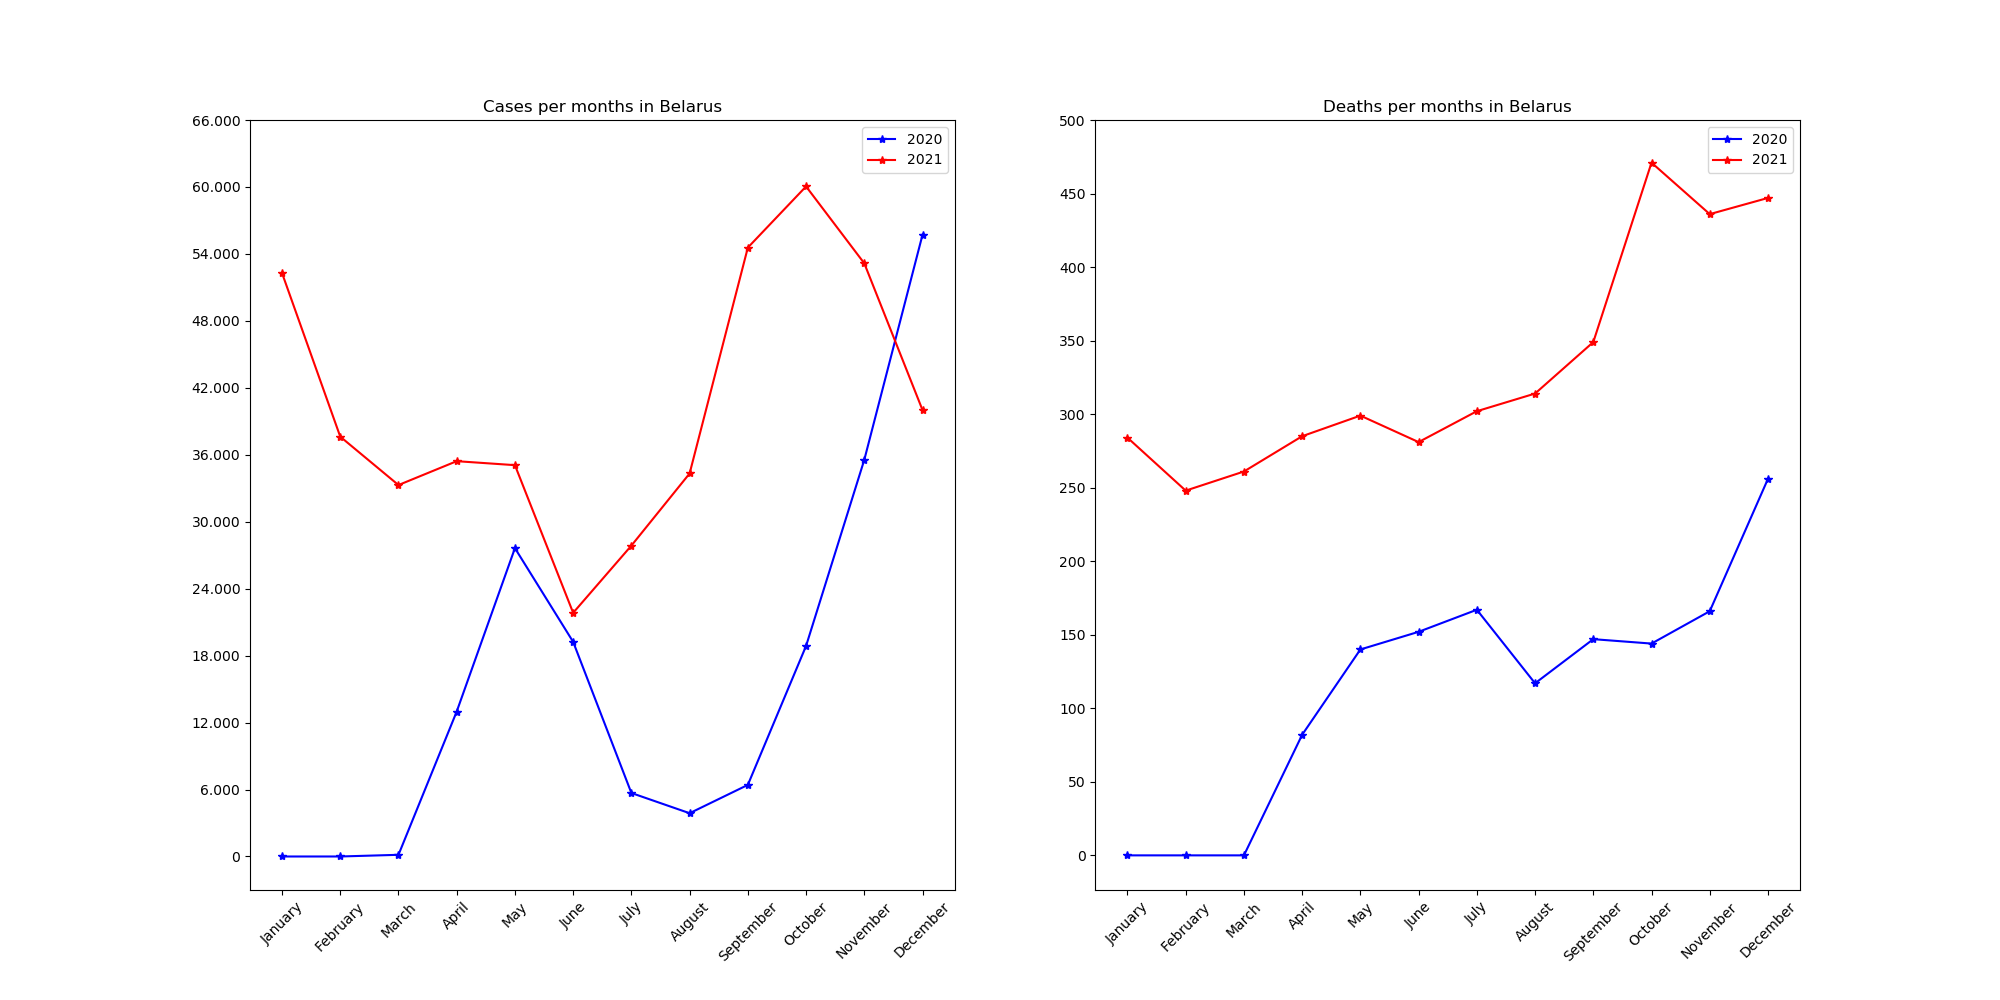 Cases per months in Belarus
66.000
60.000
54.000
48.000
42.000
36.000
30.000
24.000
18.000
12.000
6.000
0
2020
2021
January
February
March
April
May
June
July
August
September
October
November
December
Deaths per months in Belarus
500
450
400
350
300
250
200
150
100
50
0
2020
2021
January
February
March
April
May
June
July
August
September
October
November
December